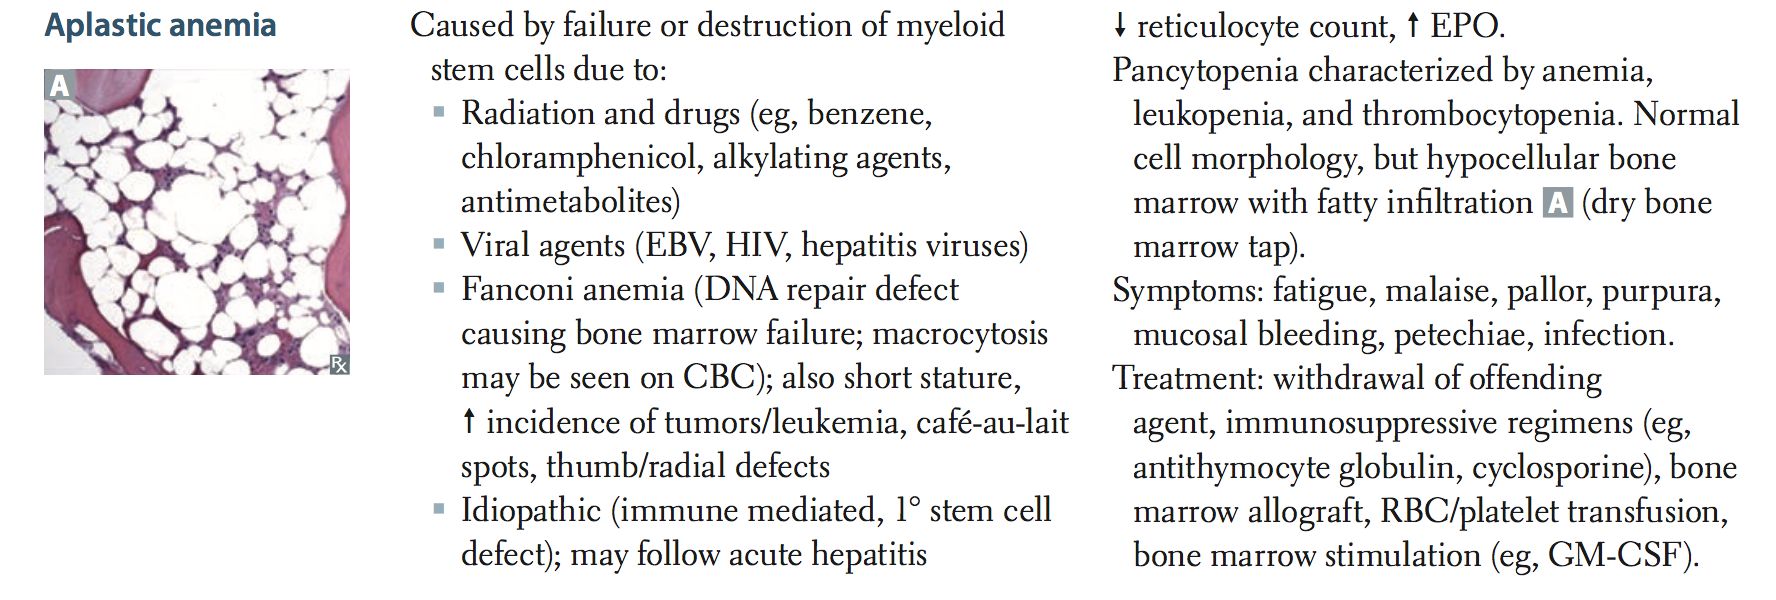 Aplastic anemia
A
Rx
Caused by failure or destruction of myeloid
stem cells due to:
▪ Radiation and drugs (eg, benzene,
chloramphenicol, alkylating agents,
antimetabolites)
▪ Viral agents (EBV, HIV, hepatitis viruses)
▪ Fanconi anemia (DNA repair defect
causing bone marrow failure; macrocytosis
may be seen on CBC); also short stature,
↑ incidence of tumors/leukemia, café-au-lait
spots, thumb/radial defects
▪ Idiopathic (immune mediated, 1° stem cell
defect); may follow acute hepatitis
↓ reticulocyte count, ↑ EPO.
Pancytopenia characterized by anemia,
leukopenia, and thrombocytopenia. Normal
cell morphology, but hypocellular bone
marrow with fatty infiltration A (dry bone
marrow tap).
Symptoms: fatigue, malaise, pallor, purpura,
mucosal bleeding, petechiae, infection.
Treatment: withdrawal of offending
agent, immunosuppressive regimens (eg,
antithymocyte globulin, cyclosporine), bone
marrow allograft, RBC/platelet transfusion,
bone marrow stimulation (eg, GM-CSF).